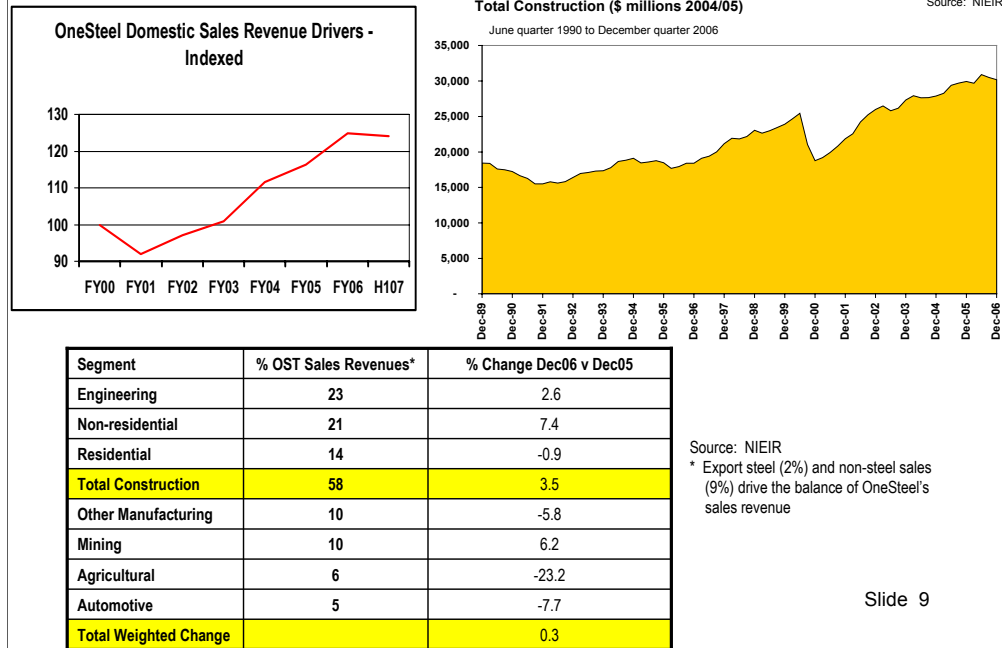 OneSteel Domestic Sales Revenue Drivers -
Indexed
130
120
110
100
90
FY00 FY01 FY02 FY03 FY04 FY05 FY06 H107
Total Construction ($ millions 2004/05)
Source: NIEIR
June quarter 1990 to December quarter 2006
35,000
30,000
25,000
20,000
15,000
10,000
5,000
-
Dec-89 Dec-90 Dec-91 Dec-92 Dec-93 Dec-94 Dec-95 Dec-96 Dec-97 Dec-98 Dec-99 Dec-00 Dec-01 Dec-02 Dec-03 Dec-04 Dec-05 Dec-06
Segment % OST Sales Revenues* % Change Dec06 v Dec05
Engineering 23 2.6
Non-residential 21 7.4
Residential 14 -0.9
Total Construction 58 3.5
Other Manufacturing 10 -5.8
Mining 10 6.2
Agricultural 6 -23.2
Automotive 5 -7.7
Total Weighted Change 0.3
Source: NIEIR
* Export steel (2%) and non-steel sales
(9%) drive the balance of OneSteel's
sales revenue
Slide 9